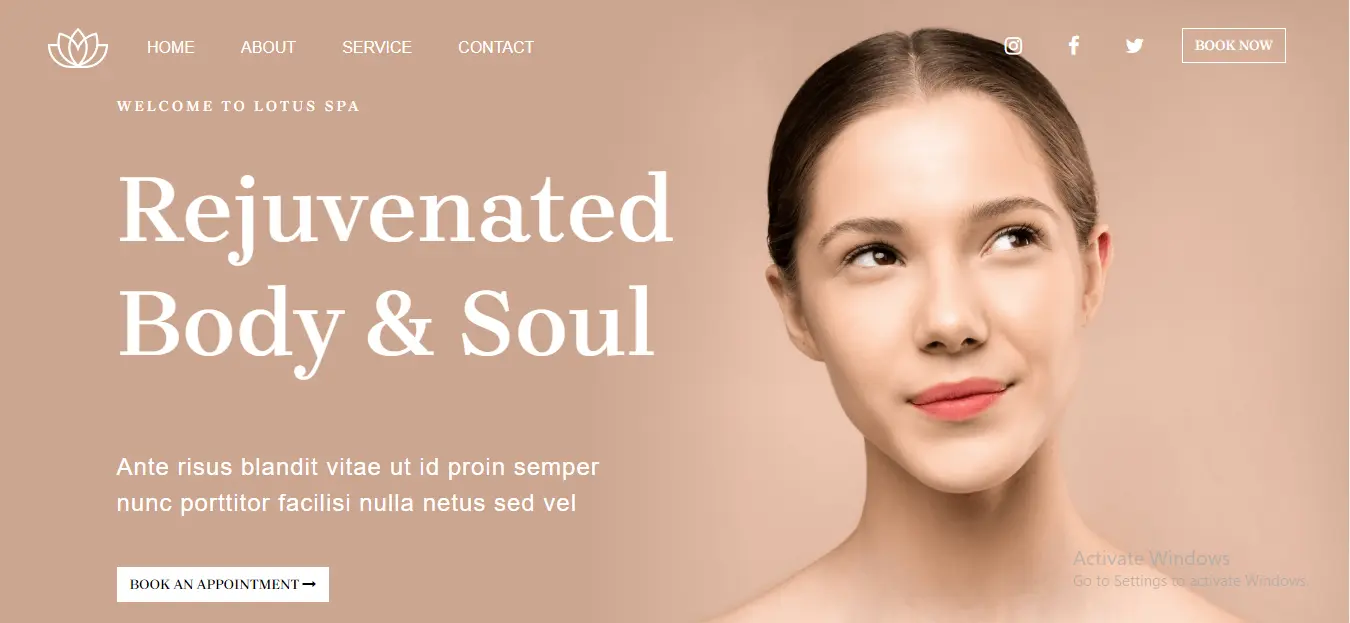 HOME ABOUT SERVICE CONTACT BOOK NOW
WELCOME TO LOTUS SPA
Rejuvenated
Body & Soul
Ante risus blandit vitae ut id proin semper
nunc porttitor facilisi nulla netus sed vel
BOOK AN APPOINTMENT
Activate Windows
Go to Settings to activate Windows.